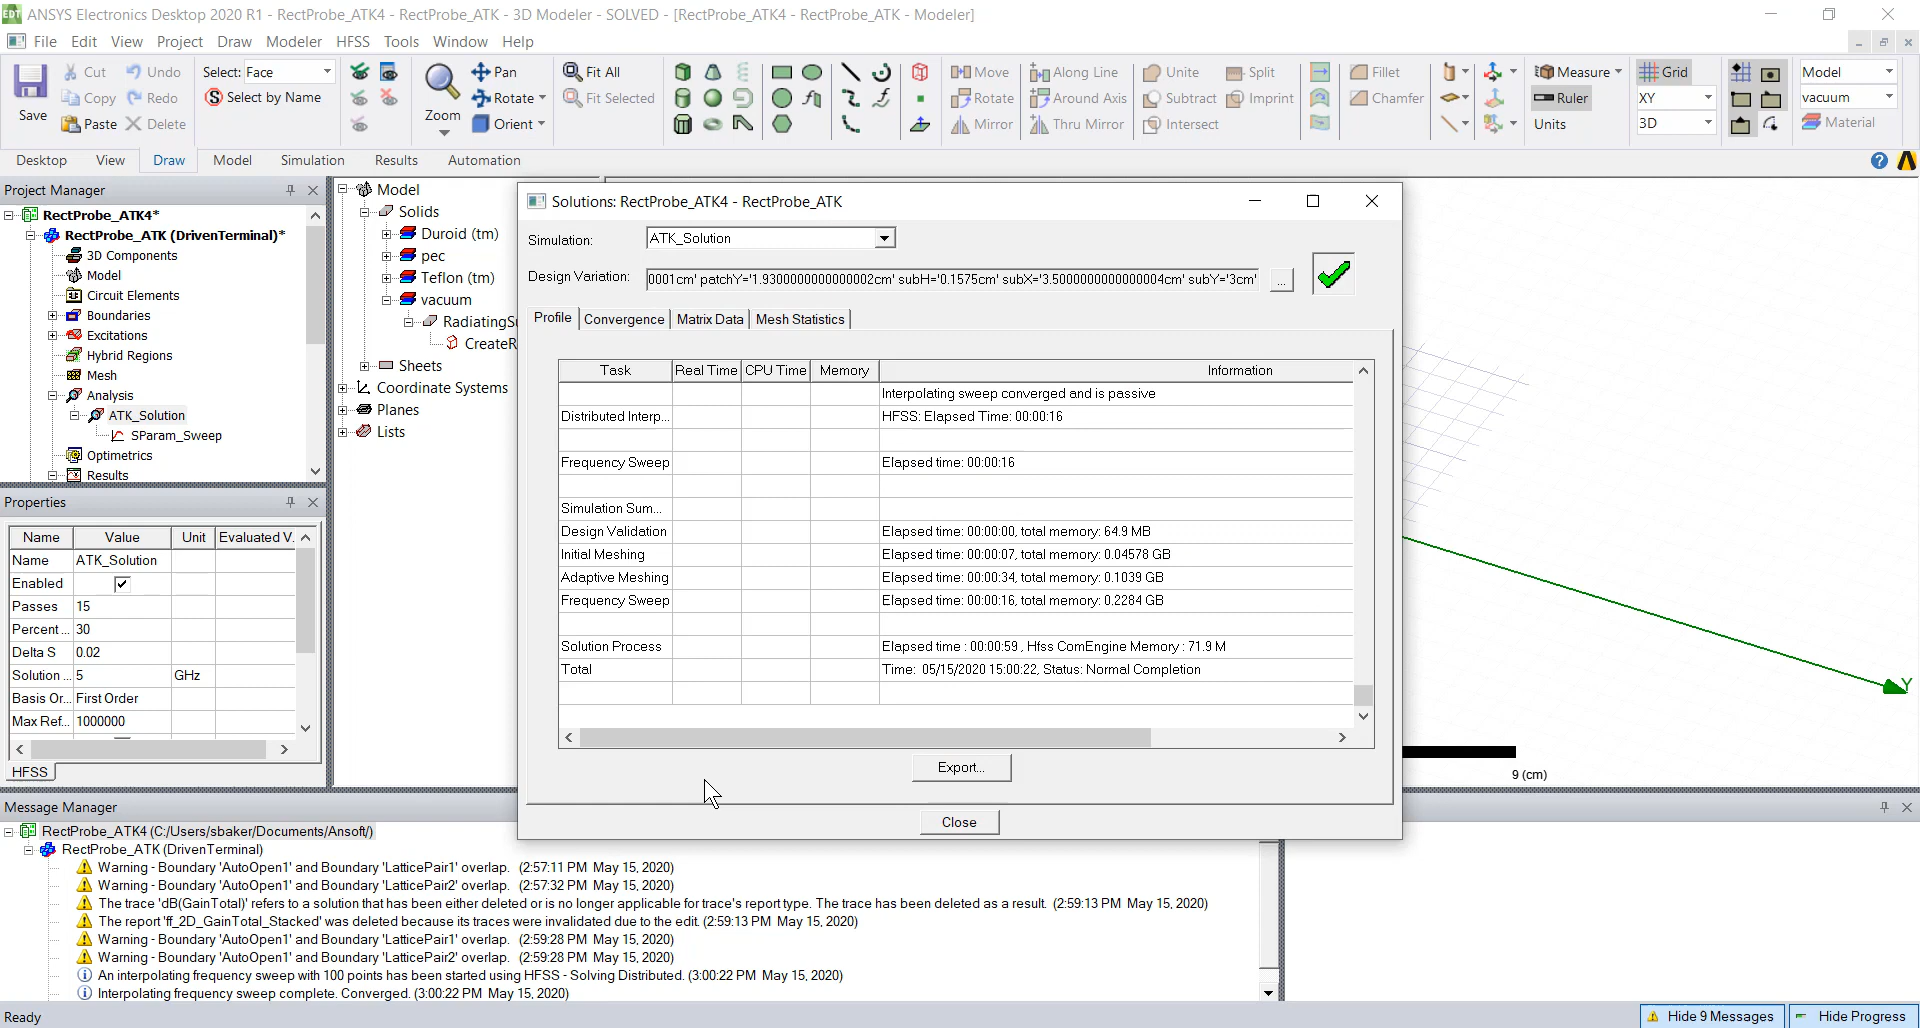 ANSYS Electronics Desktop 2020 R1 - RectProbe_ATK4 - RectProbe_ATK - 3D Modeler - SOLVED - [RectProbe_ATK4 - RectProbe_ATK - Modeler]
File Edit View Project Draw Modeler HFSS Tools Window Help
Save
Cut Undo
Copy Redo
Paste Delete
Select: Face
Select by Name
Zoom
Pan
Rotate
Orient
Fit All
Fit Selected
Move
Rotate
Mirror
Along Line
Around Axis
Thru Mirror
Unite Split
Subtract Imprint
Intersect
Fillet
Chamfer
Measure
Ruler
Units
Grid
XY
3D
Model
vacuum
Material
Desktop View Draw Model Simulation Results Automation
Project Manager
RectProbe_ATK4*
RectProbe_ATK (DrivenTerminal)*
3D Components
Model
Circuit Elements
Boundaries
Excitations
Hybrid Regions
Mesh
Analysis
ATK_Solution
SParam_Sweep
Optimetrics
Results
Model
Solids
Duroid (tm)
pec
Teflon (tm)
vacuum
RadiatingSu
CreateR
Sheets
Coordinate Systems
Planes
Lists
Properties
Name Value Unit Evaluated V.
Name ATK_Solution
Enabled
Passes 15
Percent... 30
Delta S 0.02
Solution ... 5 GHz
Basis Or... First Order
Max Ref... 1000000
HFSS
Solutions: RectProbe_ATK4 - RectProbe_ATK
Simulation: ATK_Solution
Design Variation: 0001cm' patchY='1.9300000000000002cm' subH='0.1575cm' subX='3.5000000000000004cm' subY='3cm' ...
Profile Convergence Matrix Data Mesh Statistics
Task Real Time CPU Time Memory Information
Interpolating sweep converged and is passive
Distributed Interp... HFSS: Elapsed Time: 00:00:16
Frequency Sweep Elapsed time: 00:00:16
Simulation Sum...
Design Validation Elapsed time: 00:00:00, total memory: 64.9 MB
Initial Meshing Elapsed time: 00:00:07, total memory: 0.04578 GB
Adaptive Meshing Elapsed time: 00:00:34, total memory: 0.1039 GB
Frequency Sweep Elapsed time: 00:00:16, total memory: 0.2284 GB
Solution Process Elapsed time : 00:00:59 , Hfss ComEngine Memory : 71.9 M
Total Time: 05/15/2020 15:00:22, Status: Normal Completion
Export...
Close
Y
9 (cm)
Message Manager
RectProbe_ATK4 (C:/Users/sbaker/Documents/Ansoft/)
RectProbe_ATK (DrivenTerminal)
Warning - Boundary 'AutoOpen1' and Boundary 'LatticePair1' overlap. (2:57:11 PM May 15, 2020)
Warning - Boundary 'AutoOpen1' and Boundary 'LatticePair2' overlap. (2:57:32 PM May 15, 2020)
The trace 'dB(GainTotal)' refers to a solution that has been either deleted or is no longer applicable for trace's report type. The trace has been deleted as a result. (2:59:13 PM May 15, 2020)
The report 'ff_2D_GainTotal_Stacked' was deleted because its traces were invalidated due to the edit. (2:59:13 PM May 15, 2020)
Warning - Boundary 'AutoOpen1' and Boundary 'LatticePair1' overlap. (2:59:28 PM May 15, 2020)
Warning - Boundary 'AutoOpen1' and Boundary 'LatticePair2' overlap. (2:59:28 PM May 15, 2020)
An interpolating frequency sweep with 100 points has been started using HFSS - Solving Distributed. (3:00:22 PM May 15, 2020)
Interpolating frequency sweep complete. Converged. (3:00:22 PM May 15, 2020)
Ready
Hide 9 Messages Hide Progress